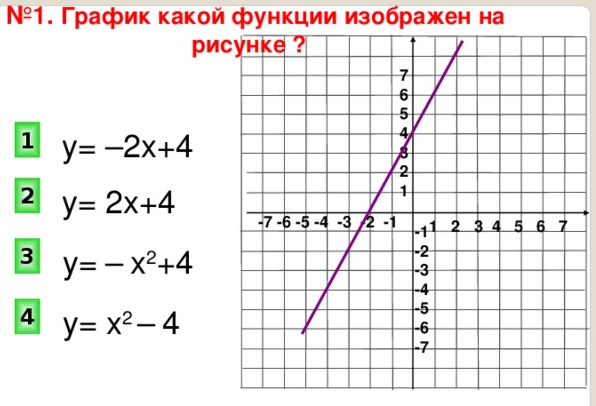 №1. График какой функции изображен на
рисунке ?
1 y= –2x+4
2 y= 2x+4
3 y= – x²+4
4 y= x² – 4
7
6
5
4
3
2
1
-7 -6 -5 -4 -3 -2 -1 1 2 3 4 5 6 7
-1
-2
-3
-4
-5
-6
-7